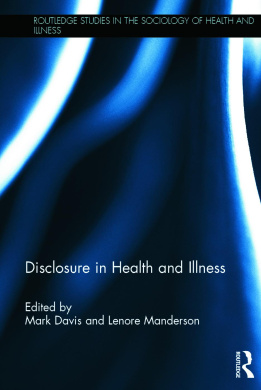 ROUTLEDGE STUDIES IN THE SOCIOLOGY OF HEALTH AND
ILLNESS
Disclosure in Health and Illness
Edited by
Mark Davis and Lenore Manderson
ROUTLEDGE